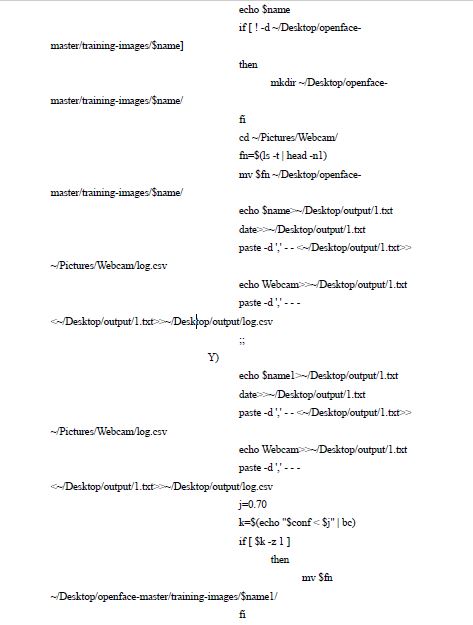 echo $name
if [ ! -d ~/Desktop/openface-
master/training-images/$name]
then
mkdir ~/Desktop/openface-
master/training-images/$name/
fi
cd ~/Pictures/Webcam/
fn=$(ls -t | head -n1)
mv $fn ~/Desktop/openface-
master/training-images/$name/
echo $name>~/Desktop/output/1.txt
date>>~/Desktop/output/1.txt
paste -d ',' - - <~/Desktop/output/1.txt>>
~/Pictures/Webcam/log.csv
echo Webcam>>~/Desktop/output/1.txt
paste -d ',' - - -
<~/Desktop/output/1.txt>>~/Desktop/output/log.csv
;;
Y)
echo $name1>~/Desktop/output/1.txt
date>>~/Desktop/output/1.txt
paste -d ',' - - <~/Desktop/output/1.txt>>
~/Pictures/Webcam/log.csv
echo Webcam>>~/Desktop/output/1.txt
paste -d ',' - - -
<~/Desktop/output/1.txt>>~/Desktop/output/log.csv
j=0.70
k=$(echo "$conf < $j" | bc)
if [ $k -z 1 ]
then
mv $fn
~/Desktop/openface-master/training-images/$name1/
fi